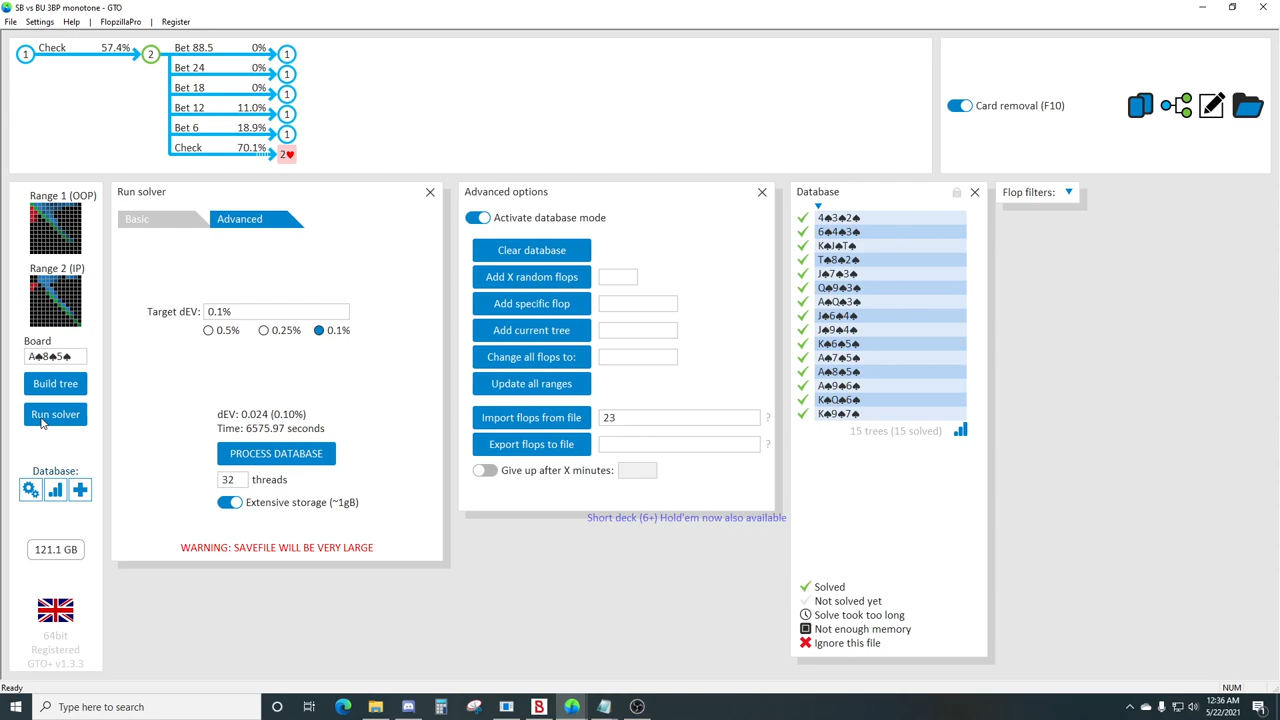 SB vs BU 3BP monotone - GTO
File Settings Help | FlopzillaPro | Register
1 Check 57.4% 2 Bet 88.5 0% 1
Bet 24 0% 1
Bet 18 0% 1
Bet 12 11.0% 1
Bet 6 18.9% 1
Check 70.1% 2♥
Card removal (F10)
Range 1 (OOP)
Range 2 (IP)
Board
A♠8♠5♠
Build tree
Run solver
Database:
121.1 GB
64bit
Registered
GTO+ v1.3.3
Run solver
Basic Advanced
Target dEV: 0.1%
0.5% 0.25% 0.1%
dEV: 0.024 (0.10%)
Time: 6575.97 seconds
PROCESS DATABASE
32 threads
Extensive storage (~1gB)
WARNING: SAVEFILE WILL BE VERY LARGE
Advanced options
Activate database mode
Clear database
Add X random flops
Add specific flop
Add current tree
Change all flops to:
Update all ranges
Import flops from file 23 ?
Export flops to file ?
Give up after X minutes:
Short deck (6+) Hold'em now also available
Database
4♠3♠2♠
6♠4♠3♠
K♠J♠T♠
T♠8♠2♠
J♠7♠3♠
Q♠9♠3♠
A♠Q♠3♠
J♠6♠4♠
J♠9♠4♠
K♠6♠5♠
A♠7♠5♠
A♠8♠5♠
A♠9♠6♠
K♠Q♠6♠
K♠9♠7♠
15 trees (15 solved)
Solved
Not solved yet
Solve took too long
Not enough memory
Ignore this file
Flop filters:
Ready
NUM
Type here to search
B
12:36 AM
5/22/2021
1